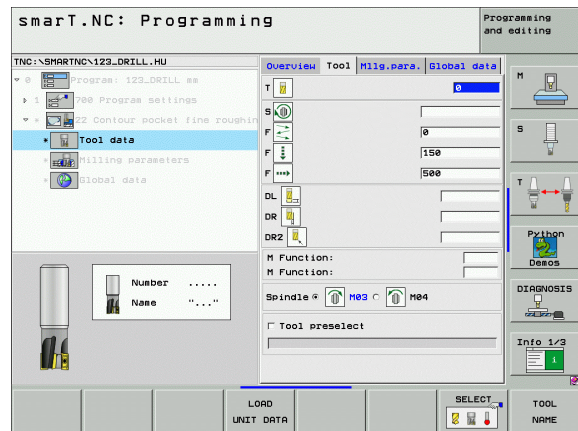 smarT.NC: Programming
Programming
and editing
TNC:\SMARTNC\123_DRILL.HU
0 Program: 123_DRILL mm
1 700 Program settings
* 22 Contour pocket fine roughin
* Tool data
* Milling parameters
* Global data
Overview Tool Mllg.para. Global data
T 0
S
F 0
F 150
F 500
DL
DR
DR2
M Function:
M Function:
Spindle M03 M04
Tool preselect
Number .....
Name "..."
M
S
T
Python
Demos
DIAGNOSIS
Info 1/3
i
LOAD
UNIT DATA
SELECT
TOOL
NAME